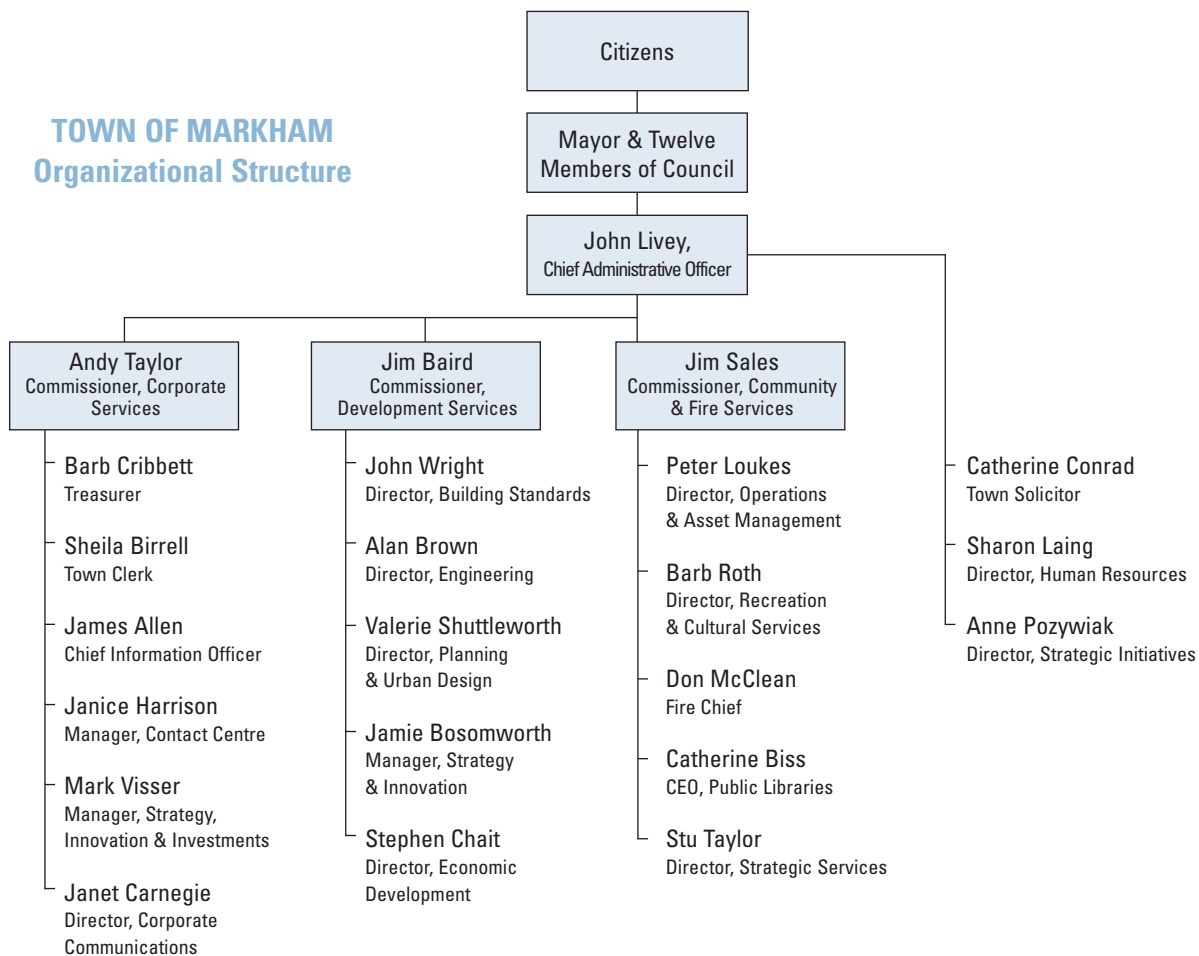 TOWN OF MARKHAM
Organizational Structure
Citizens
Mayor & Twelve
Members of Council
John Livey,
Chief Administrative Officer
Andy Taylor
Commissioner, Corporate
Services
Barb Cribbett
Treasurer
Sheila Birrell
Town Clerk
James Allen
Chief Information Officer
Janice Harrison
Manager, Contact Centre
Mark Visser
Manager, Strategy,
Innovation & Investments
Janet Carnegie
Director, Corporate
Communications
Jim Baird
Commissioner,
Development Services
John Wright
Director, Building Standards
Alan Brown
Director, Engineering
Valerie Shuttleworth
Director, Planning
& Urban Design
Jamie Bosomworth
Manager, Strategy
& Innovation
Stephen Chait
Director, Economic
Development
Jim Sales
Commissioner, Community
& Fire Services
Peter Loukes
Director, Operations
& Asset Management
Barb Roth
Director, Recreation
& Cultural Services
Don McClean
Fire Chief
Catherine Biss
CEO, Public Libraries
Stu Taylor
Director, Strategic Services
Catherine Conrad
Town Solicitor
Sharon Laing
Director, Human Resources
Anne Pozywiak
Director, Strategic Initiatives